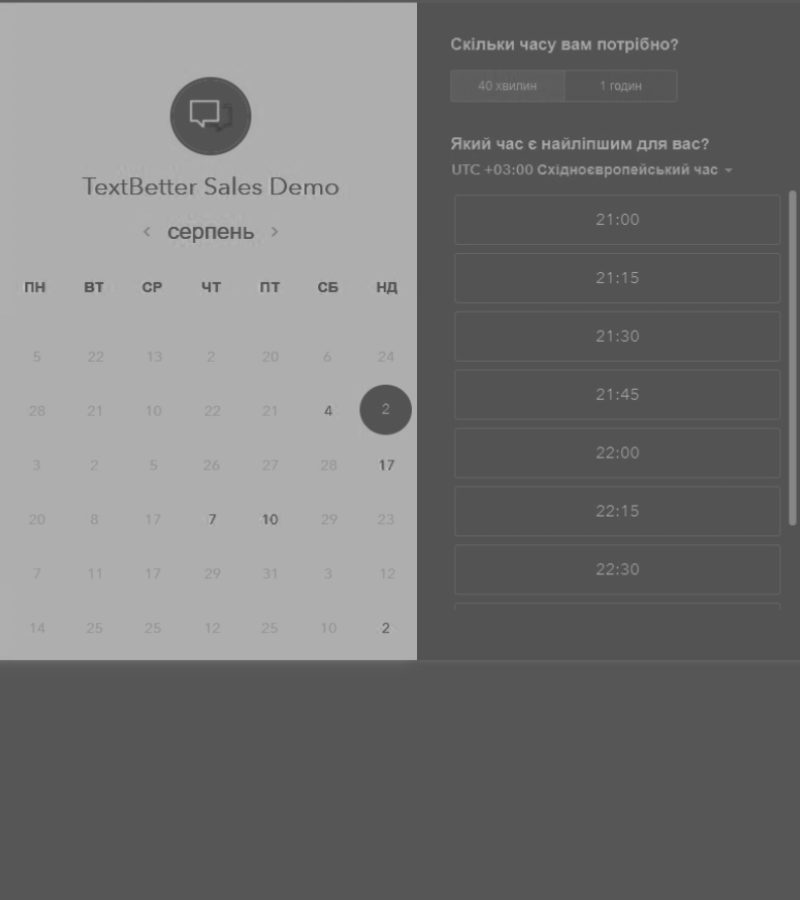 TextBetter Sales Demo
‹ серпень ›
ПН ВТ СР ЧТ ПТ СБ НД
5 22 13 2 20 6 24
28 21 10 22 21 4 2
3 2 5 26 27 28 17
20 8 17 7 10 29 23
7 11 17 29 31 3 12
14 25 25 12 25 10 2
Скільки часу вам потрібно?
40 хвилин 1 годин
Який час є найліпшим для вас?
UTC +03:00 Східноєвропейський час
21:00
21:15
21:30
21:45
22:00
22:15
22:30